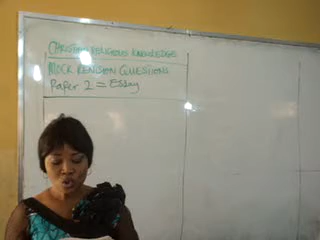 CHRISTIAN RELIGIOUS KNOWLEDGE
MOCK REVISION QUESTIONS
Paper 2 = Essay